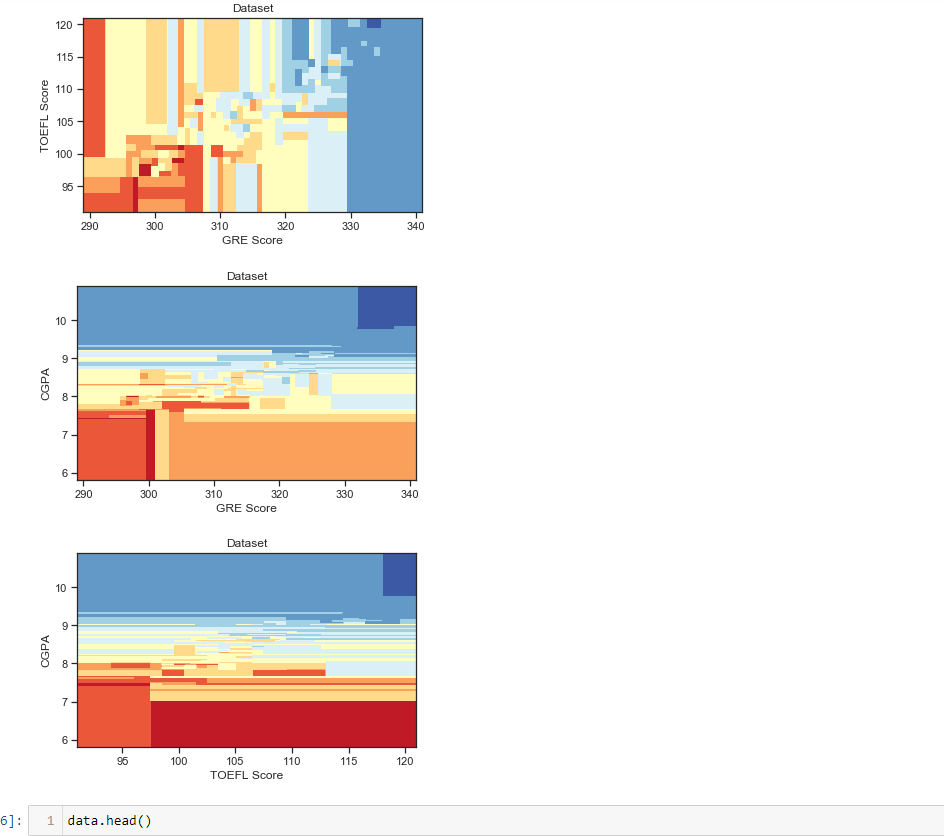 Dataset
120
115
110
105
100
95
TOEFL Score
290 300 310 320 330 340
GRE Score
Dataset
10
9
8
7
6
CGPA
290 300 310 320 330 340
GRE Score
Dataset
10
9
8
7
6
CGPA
95 100 105 110 115 120
TOEFL Score
6]: 1 data.head()